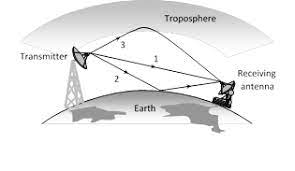 Troposphere
Transmitter
3
1
2
Receiving
antenna
Earth